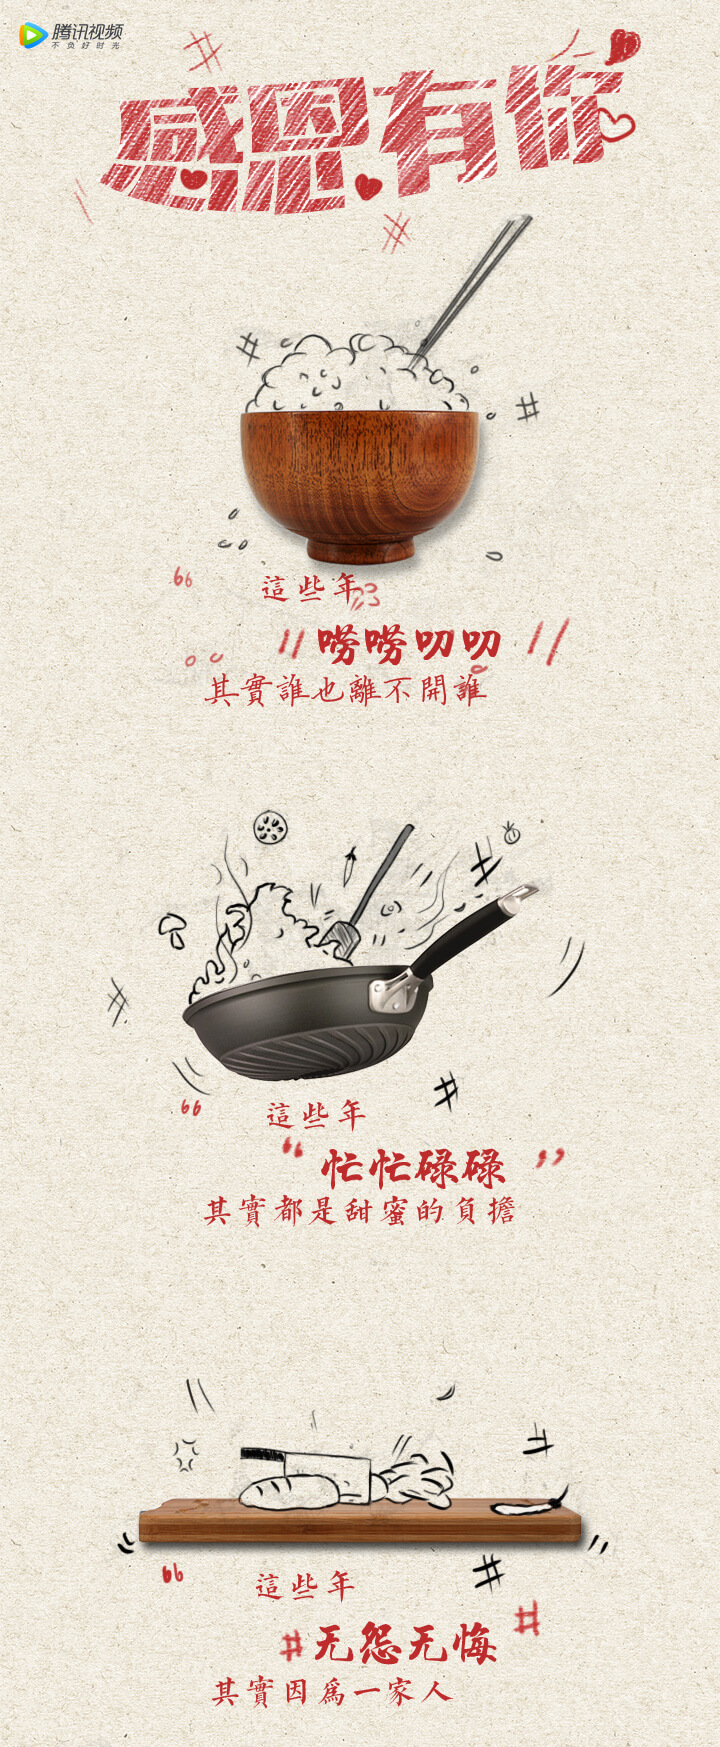 腾讯视频
不负好时光
感恩有你
這些年
唠唠叨叨
其實誰也離不開誰
這些年
忙忙碌碌
其實都是甜蜜的負擔
這些年
无怨无悔
其實因爲一家人